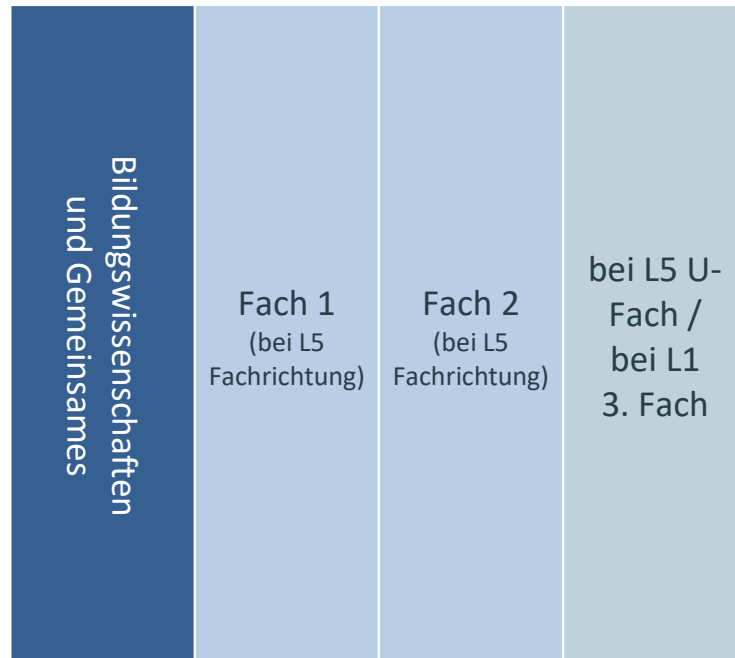 Bildungswissenschaften
und Gemeinsames
Fach 1
(bei L5
Fachrichtung)
Fach 2
(bei L5
Fachrichtung)
bei L5 U-
Fach /
bei L1
3. Fach